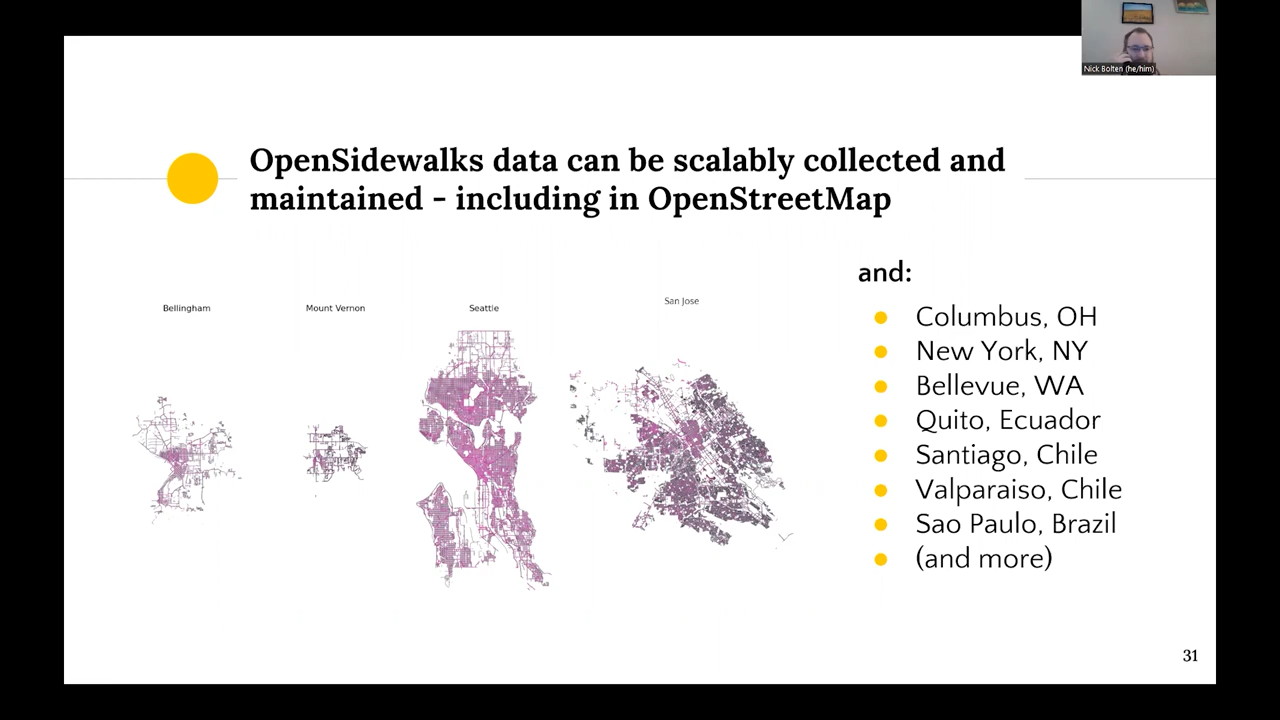 Nick Bolten (he/him)
OpenSidewalks data can be scalably collected and
maintained - including in OpenStreetMap
Bellingham
Mount Vernon
Seattle
San Jose
and:
Columbus, OH
New York, NY
Bellevue, WA
Quito, Ecuador
Santiago, Chile
Valparaiso, Chile
Sao Paulo, Brazil
(and more)
31